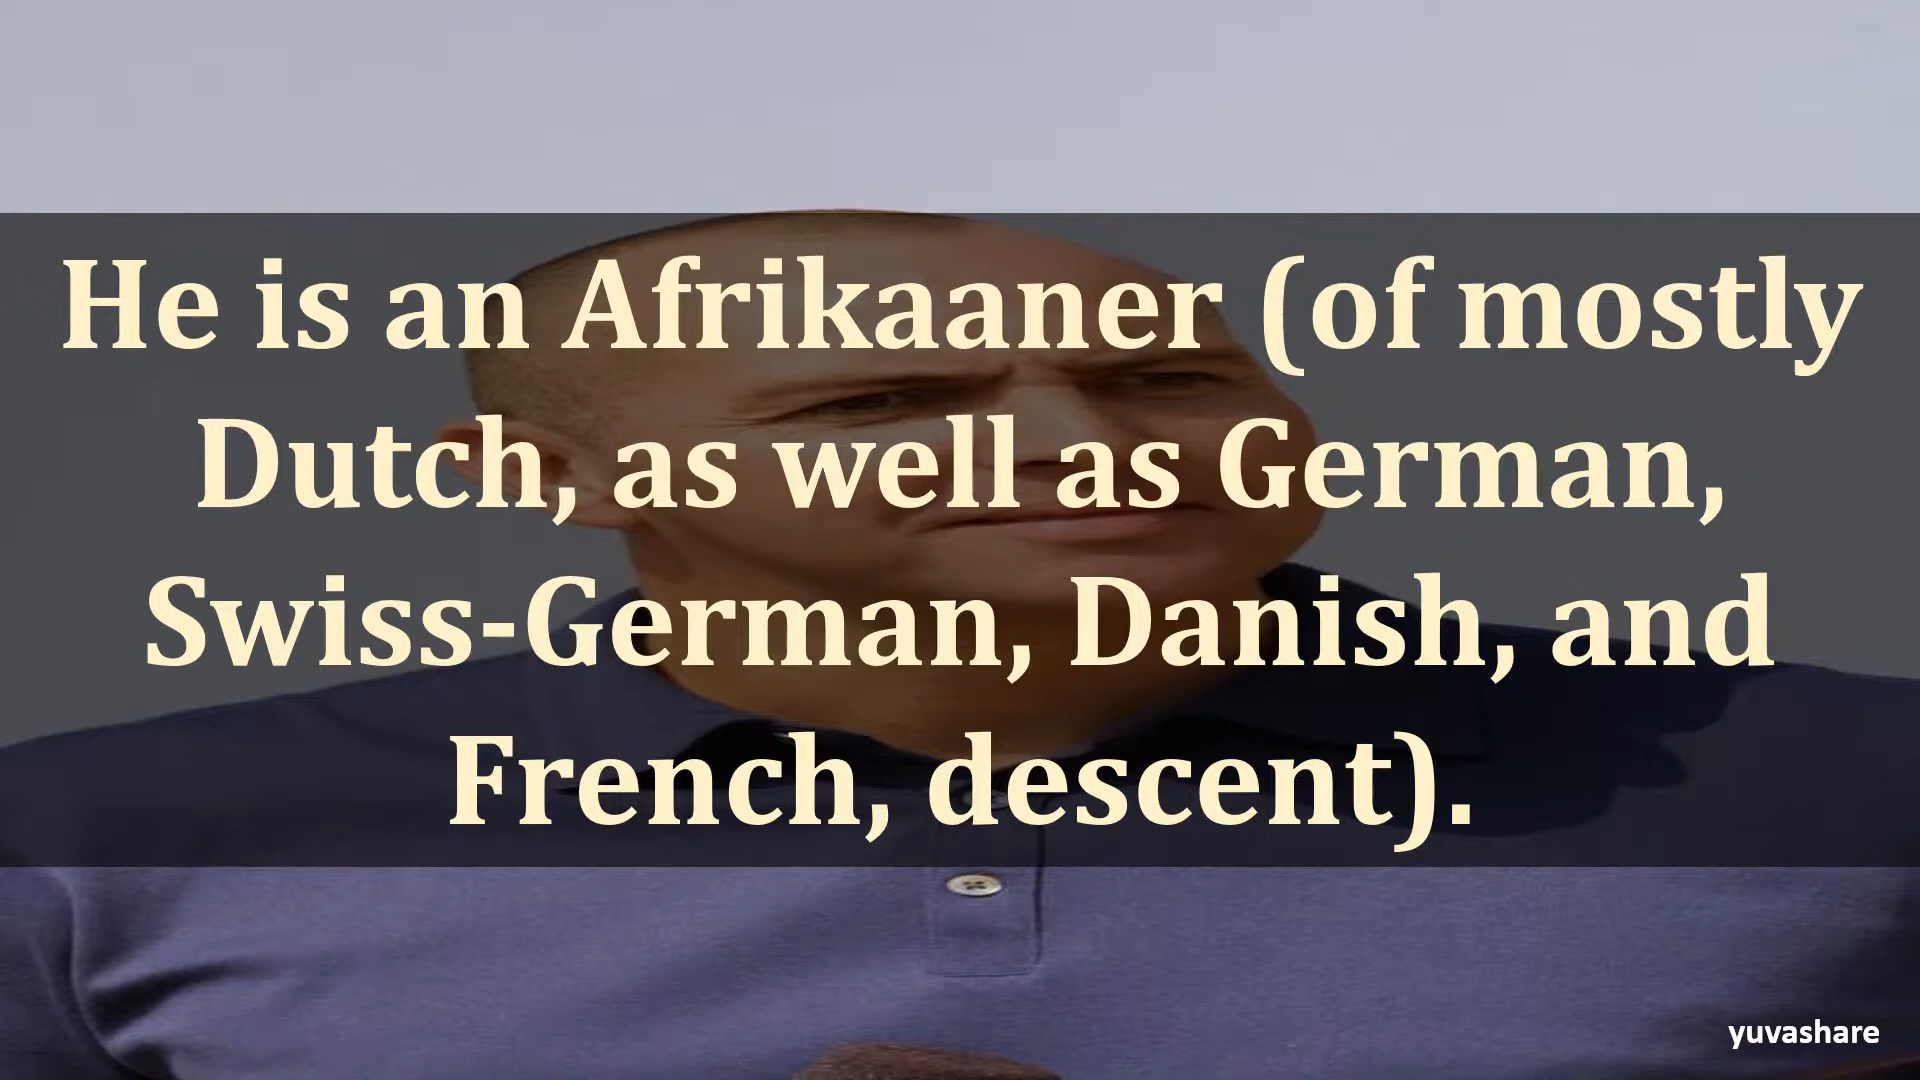 He is an Afrikaaner (of mostly
Dutch, as well as German,
Swiss-German, Danish, and
French, descent).
yuvashare